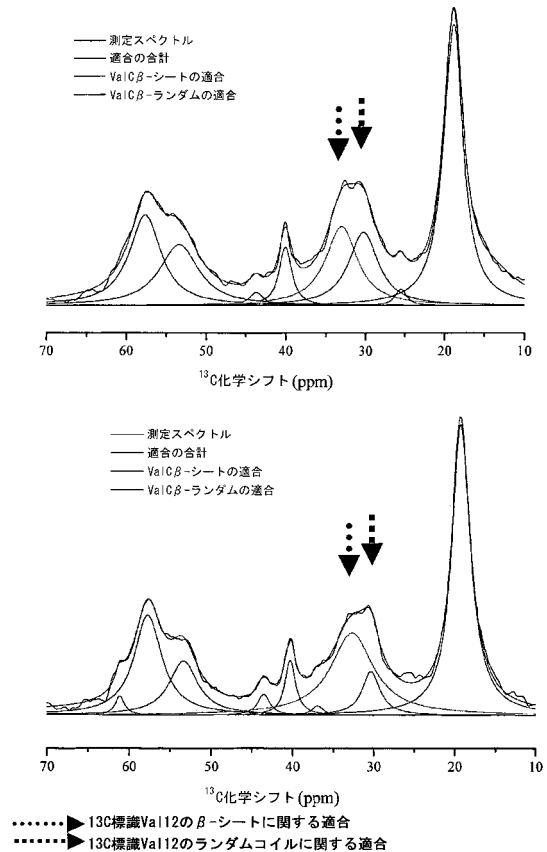 測定スペクトル
適合の合計
ValCβ-シートの適合
ValCβ-ランダムの適合
70 60 50 40 30 20 10
13C化学シフト(ppm)
測定スペクトル
適合の合計
ValCβ-シートの適合
ValCβ-ランダムの適合
70 60 50 40 30 20 10
13C化学シフト(ppm)
13C標識Val12のβ-シートに関する適合
13C標識Val12のランダムコイルに関する適合